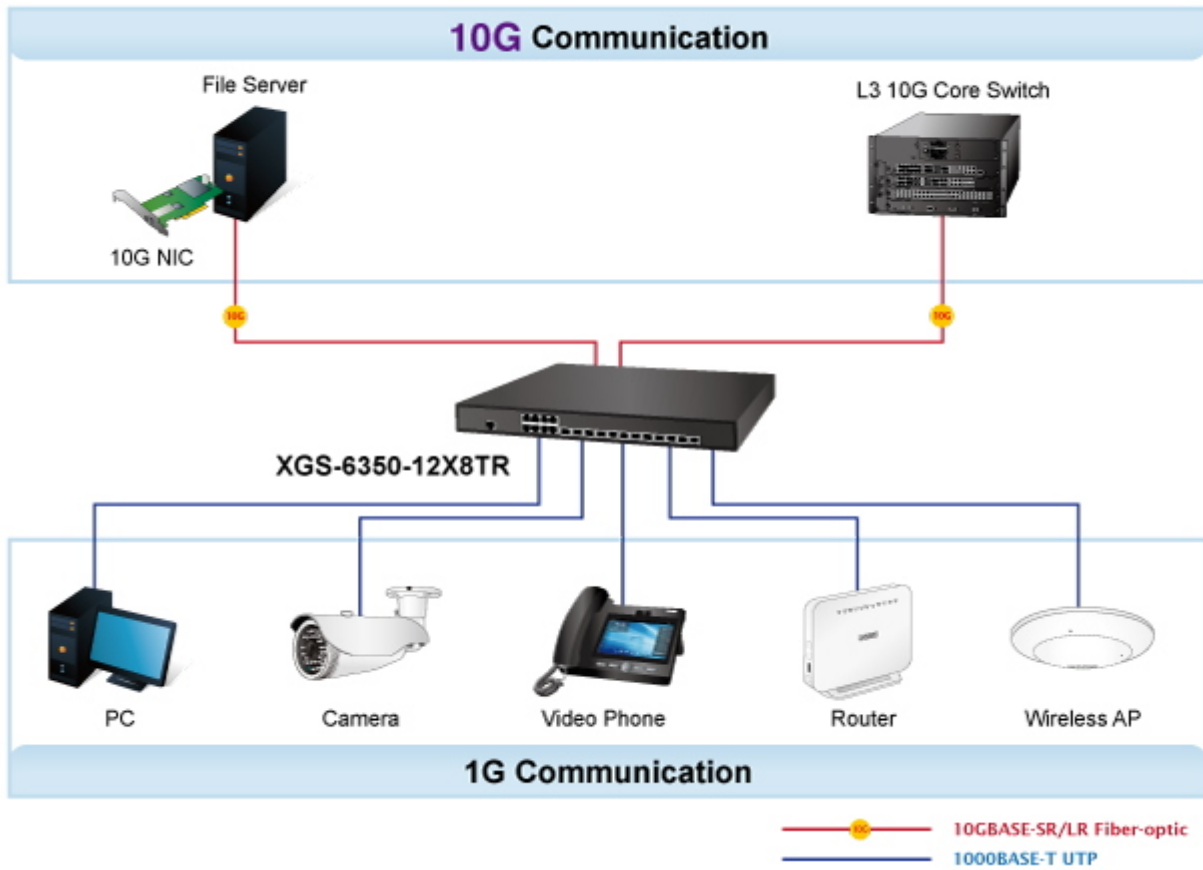 10G Communication
File Server
L3 10G Core Switch
10G NIC
10G
10G
XGS-6350-12X8TR
PC
Camera
Video Phone
Router
Wireless AP
1G Communication
10G
10GBASE-SR/LR Fiber-optic
1000BASE-T UTP